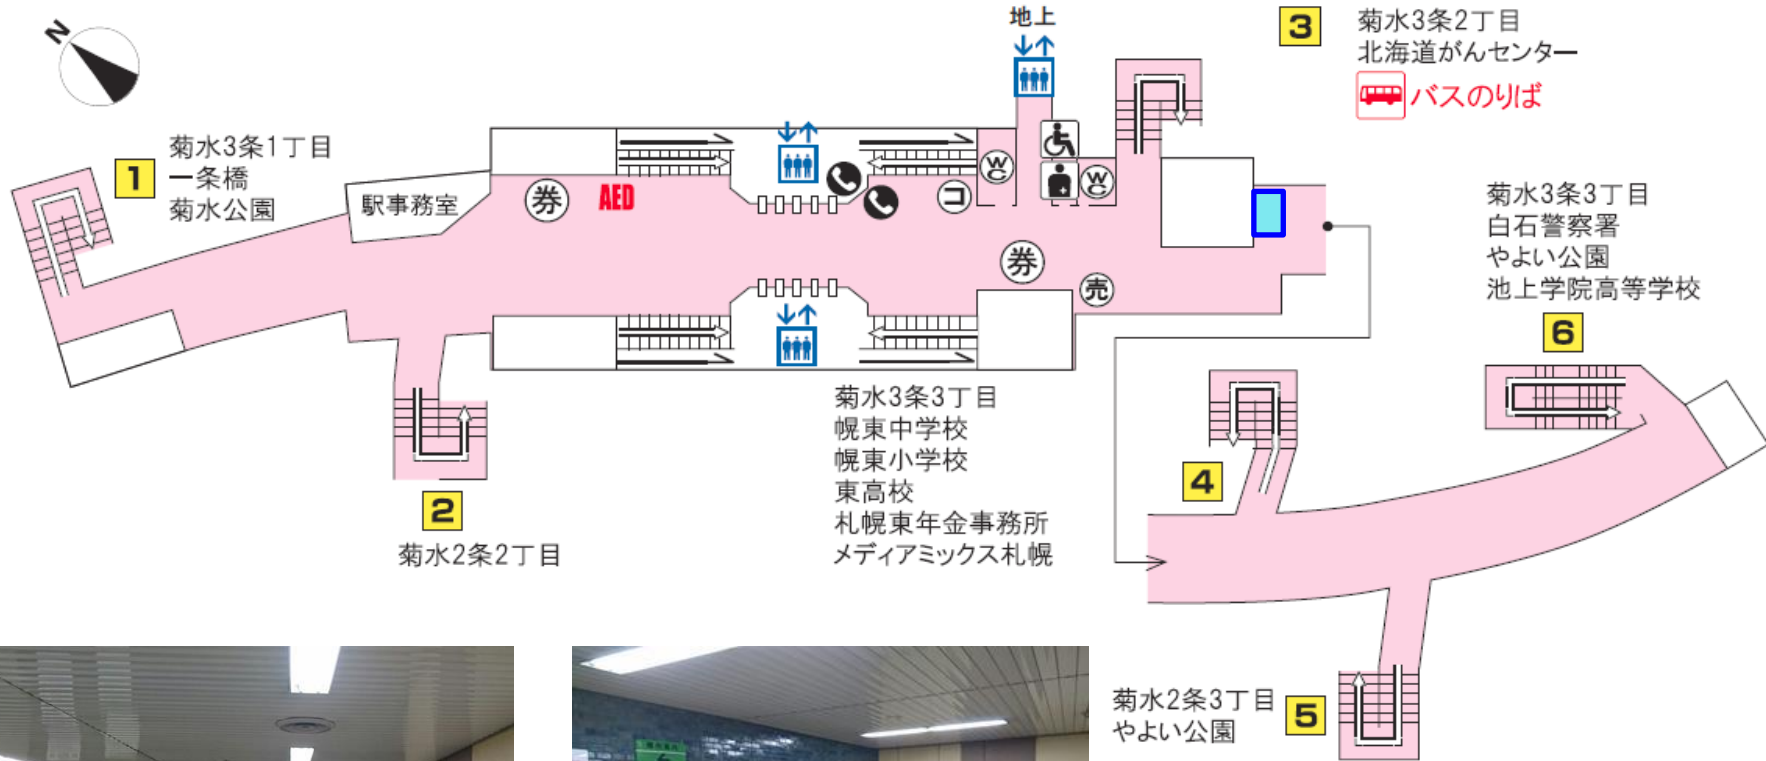 N
地上
3
菊水3条2丁目
北海道がんセンター
バスのりば
1
菊水3条1丁目
一条橋
菊水公園
駅事務室
券
AED
コ
WC
WC
券
売
菊水3条3丁目
白石警察署
やよい公園
池上学院高等学校
6
菊水3条3丁目
幌東中学校
幌東小学校
東高校
札幌東年金事務所
メディアミックス札幌
4
2
菊水2条2丁目
菊水2条3丁目
やよい公園
5